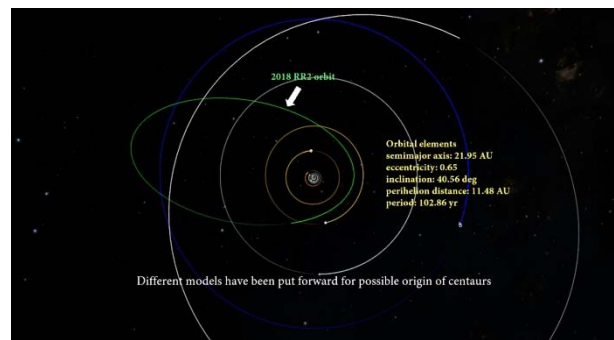 2018 RR2 orbit
Orbital elements
semimajor axis: 21.95 AU
eccentricity: 0.65
inclination: 40.56 deg
perihelion distance: 11.48 AU
period: 102.86 yr
Different models have been put forward for possible origin of centaurs